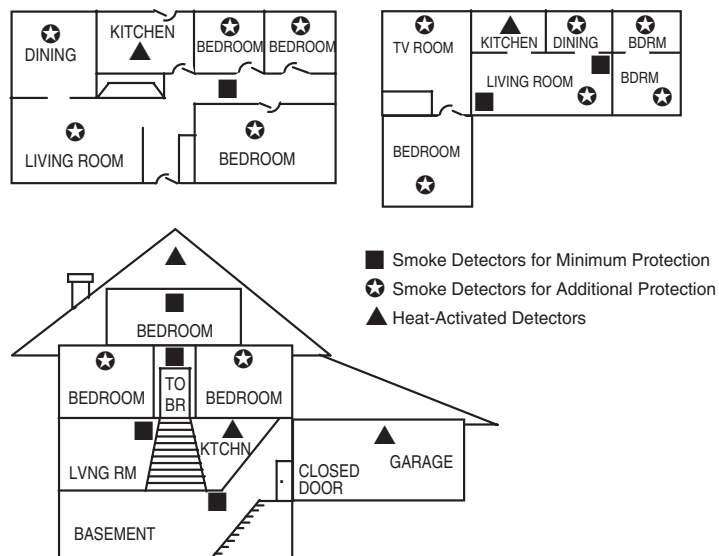 DINING
KITCHEN
BEDROOM
BEDROOM
LIVING ROOM
BEDROOM
TV ROOM
KITCHEN
DINING
BDRM
LIVING ROOM
BDRM
BEDROOM
Smoke Detectors for Minimum Protection
Smoke Detectors for Additional Protection
Heat-Activated Detectors
BEDROOM
BEDROOM
TO
BR
BEDROOM
LVNG RM
KTCHN
CLOSED
DOOR
GARAGE
BASEMENT